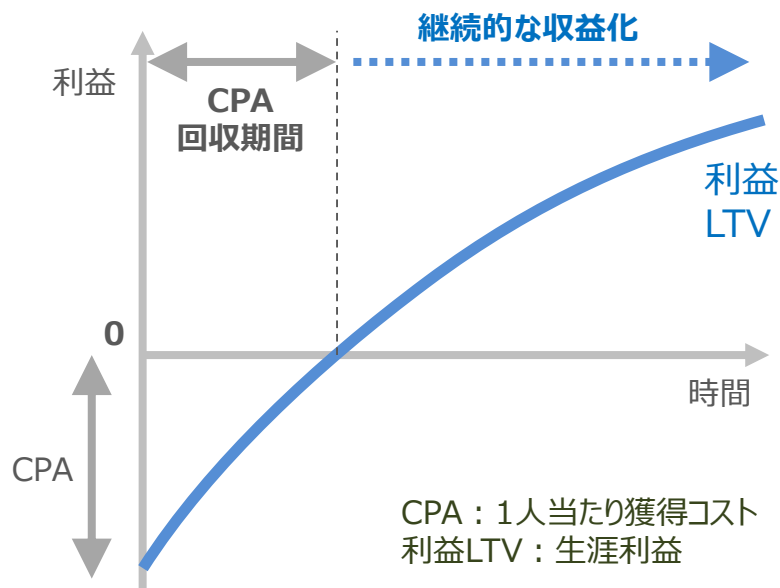 継続的な収益化
利益
CPA
回収期間
利益
LTV
0
時間
CPA
CPA：1人当たり獲得コスト
利益LTV：生涯利益